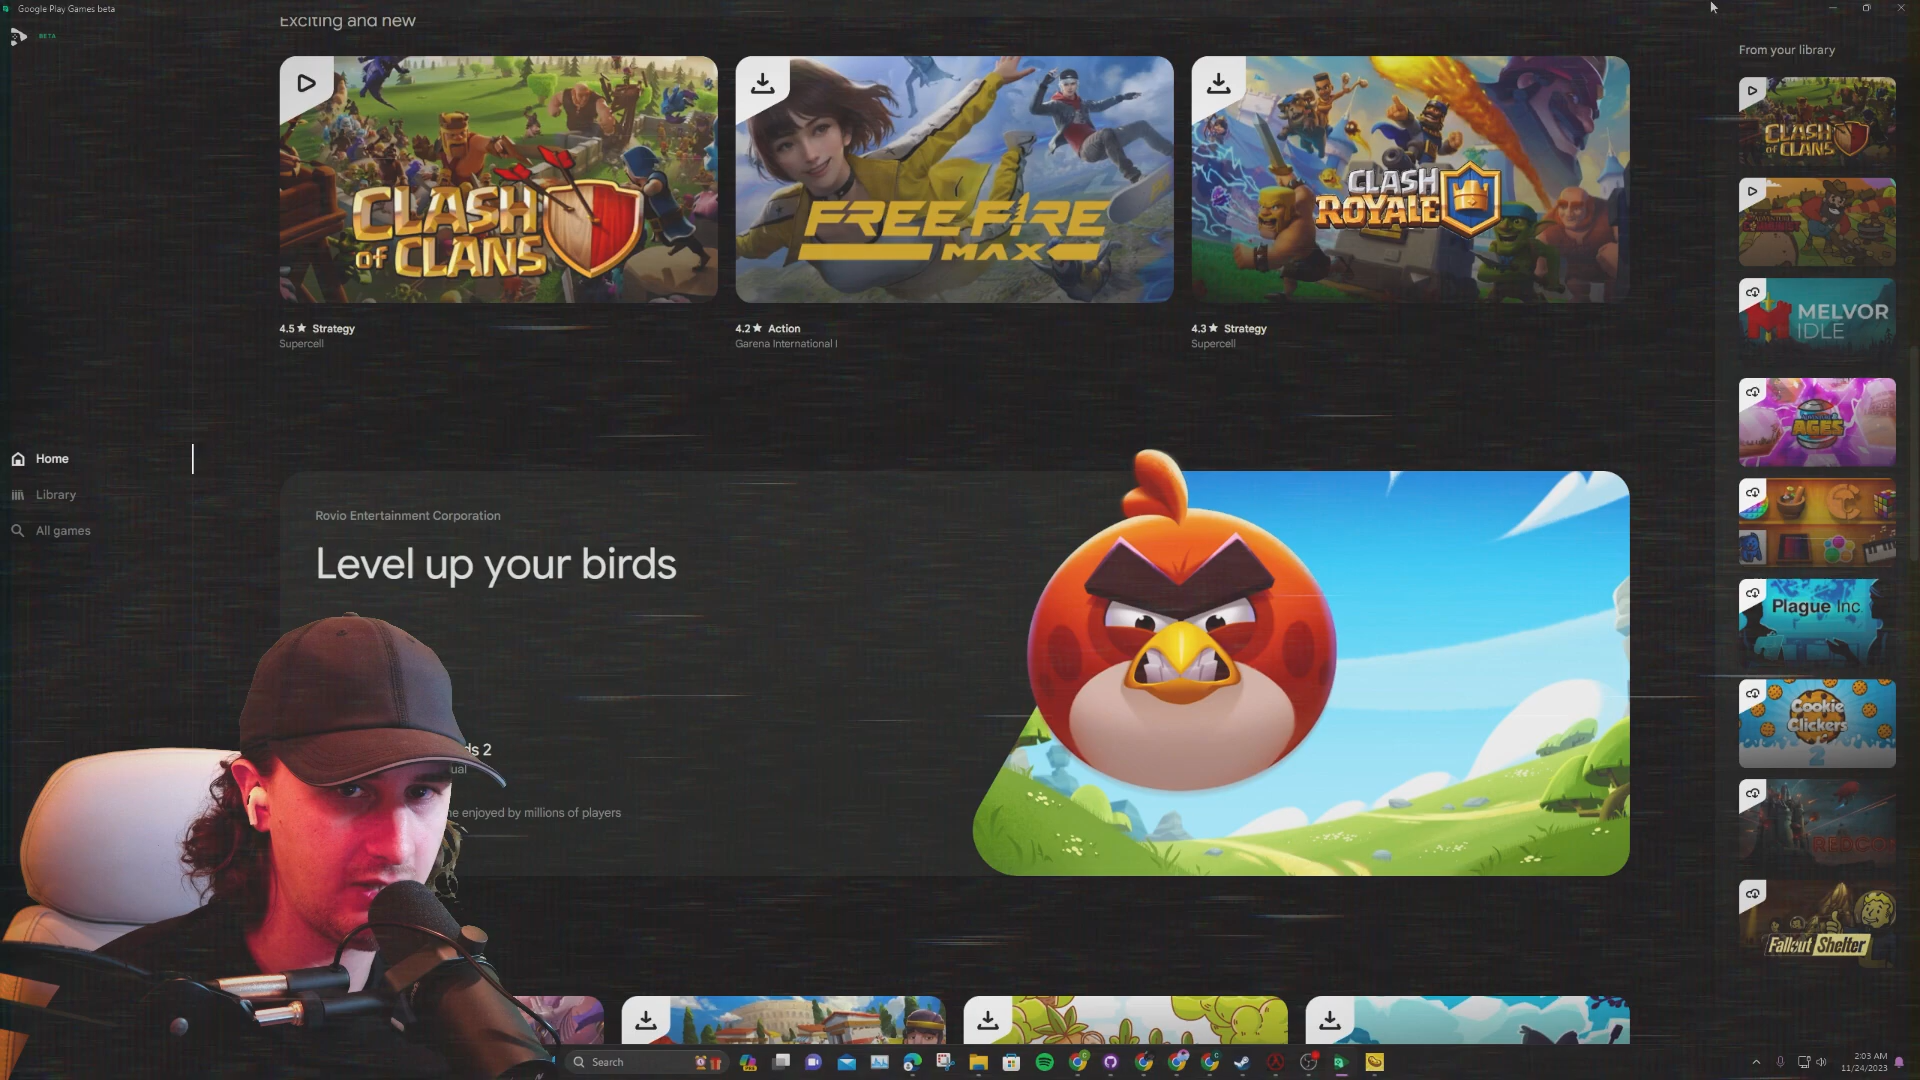 Google Play Games beta
BETA
Exciting and new
CLASH
of CLANS
4.5★ Strategy
Supercell
FREE FIRE
MAX
4.2★ Action
Garena International I
CLASH
ROYALE
4.3★ Strategy
Supercell
Home
Library
All games
Rovio Entertainment Corporation
Level up your birds
ds 2
ual
ne enjoyed by millions of players
From your library
CLASH
of CLANS
MELVOR
IDLE
AGES
Plague Inc.
Cookie
Clickers
2
Fallout Shelter
Search
2:03 AM
11/24/2023